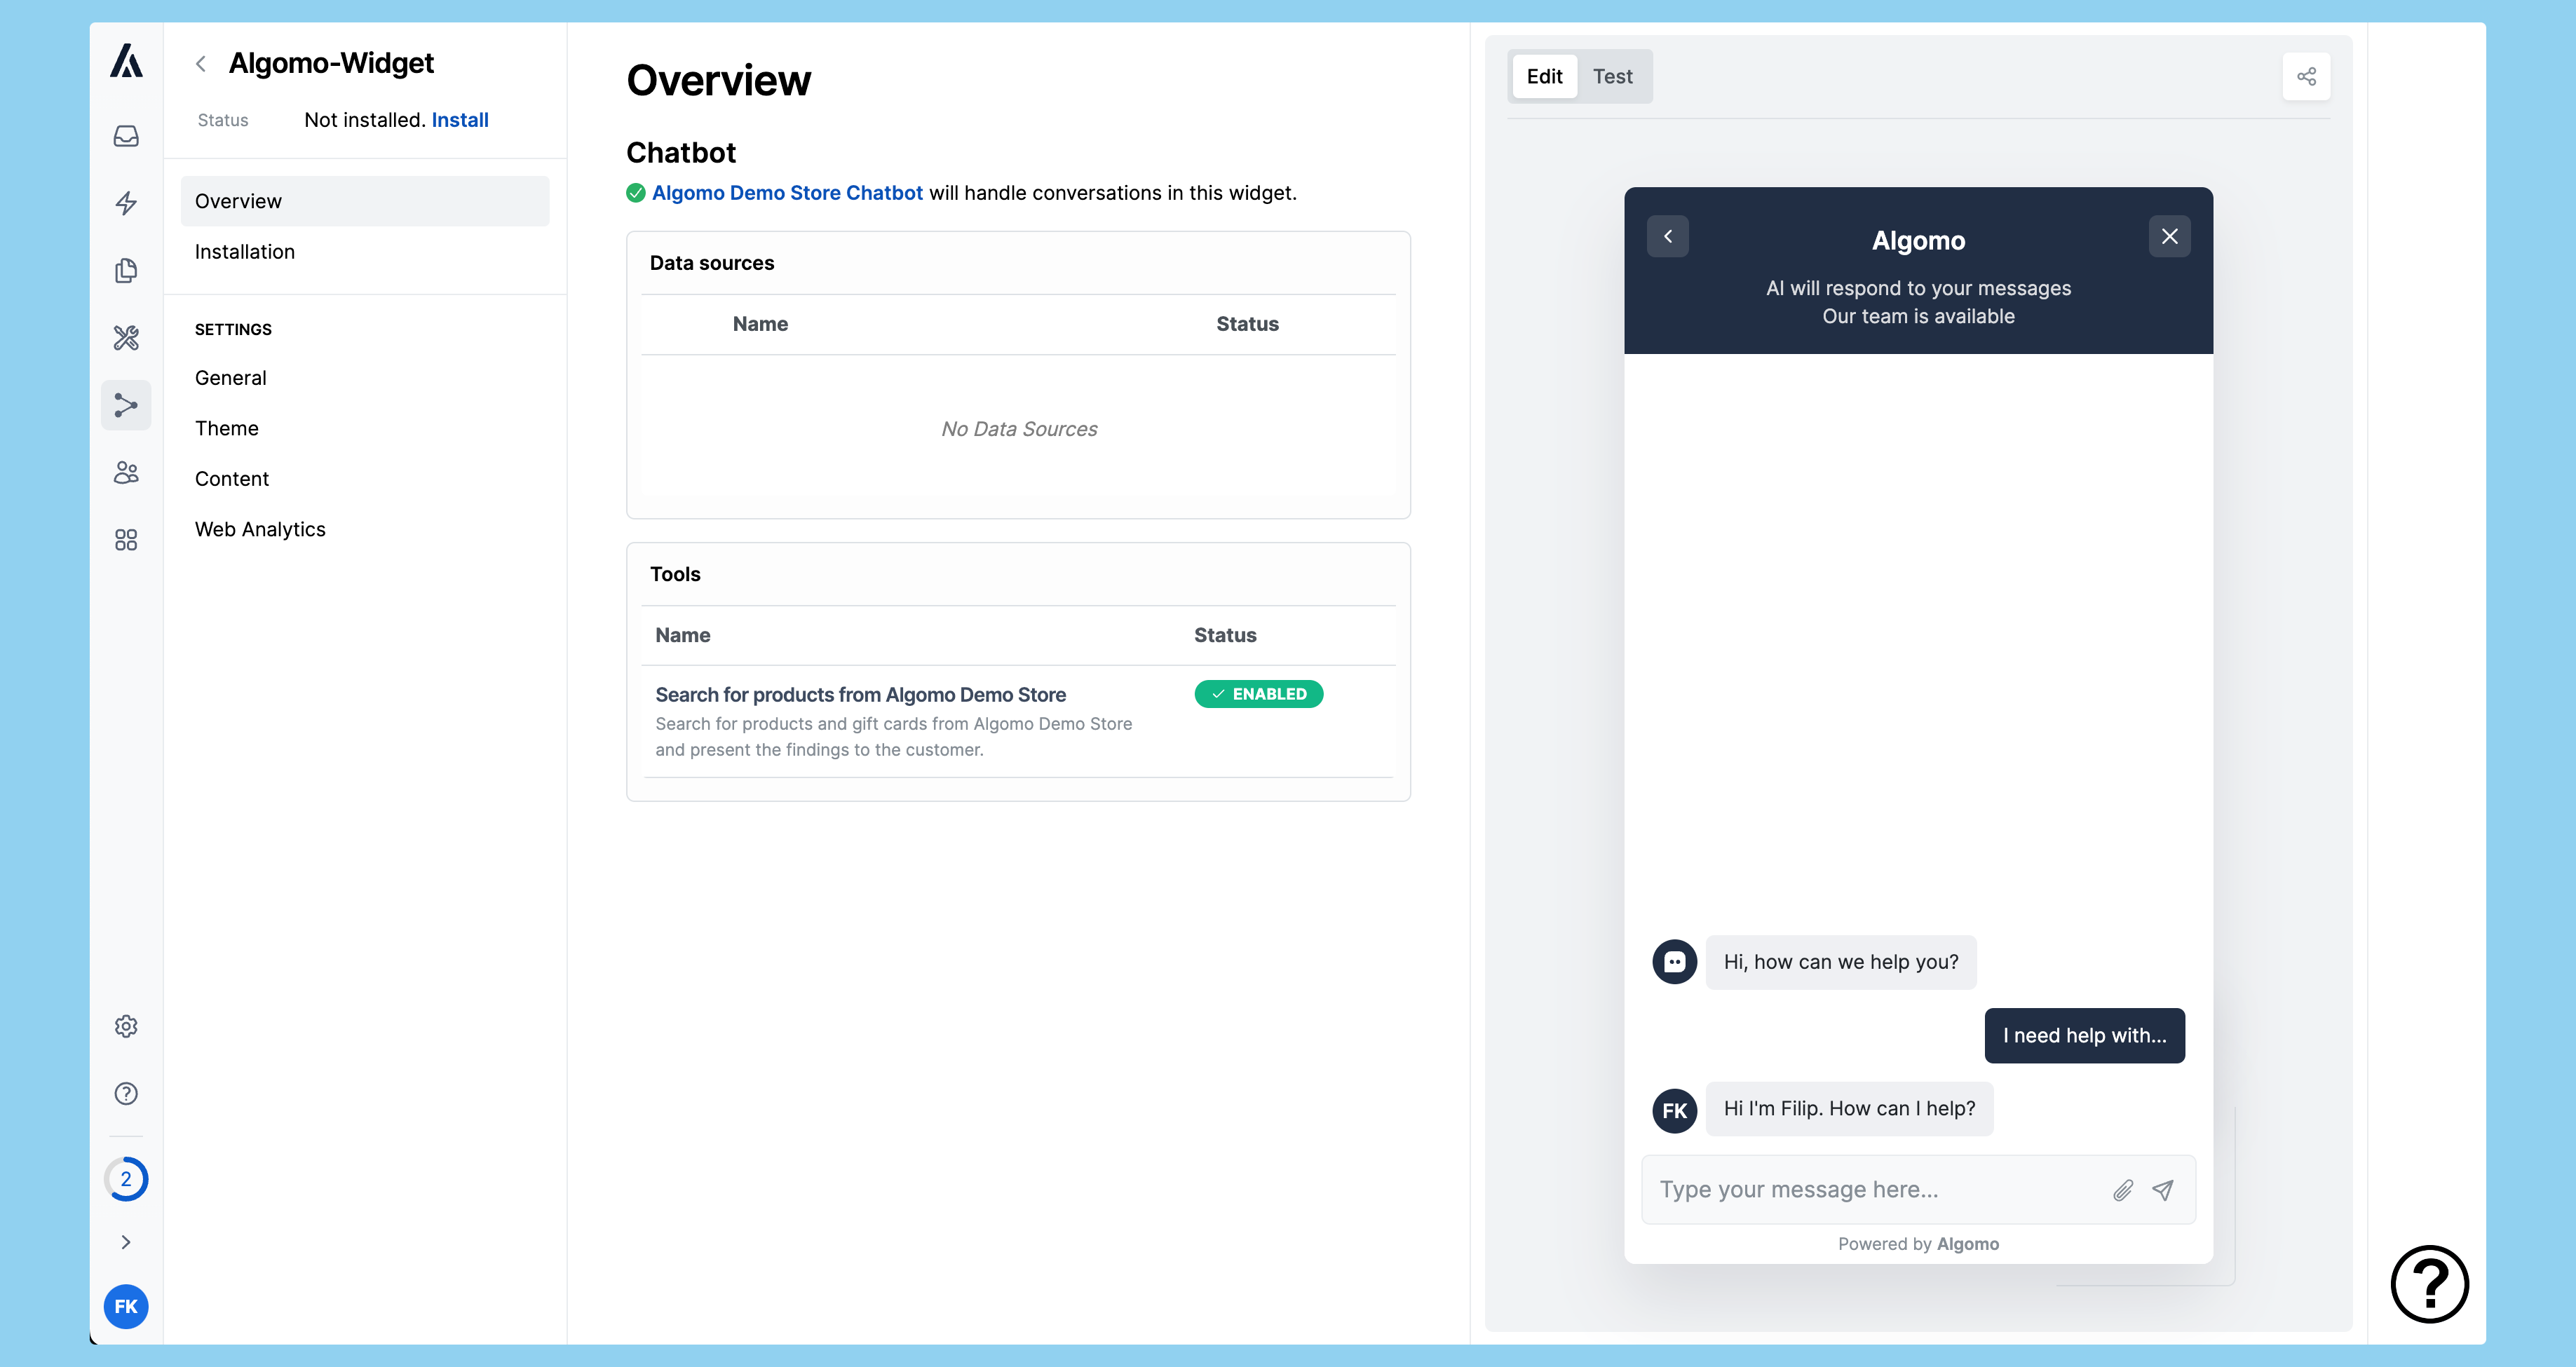 Algomo-Widget
Status Not installed. Install
Overview
Installation
SETTINGS
General
Theme
Content
Web Analytics
2
FK
Overview
Chatbot
Algomo Demo Store Chatbot will handle conversations in this widget.
Data sources
Name Status
No Data Sources
Tools
Name Status
Search for products from Algomo Demo Store ENABLED
Search for products and gift cards from Algomo Demo Store
and present the findings to the customer.
Edit Test
Algomo
AI will respond to your messages
Our team is available
Hi, how can we help you?
I need help with...
FK Hi I'm Filip. How can I help?
Type your message here...
Powered by Algomo
?